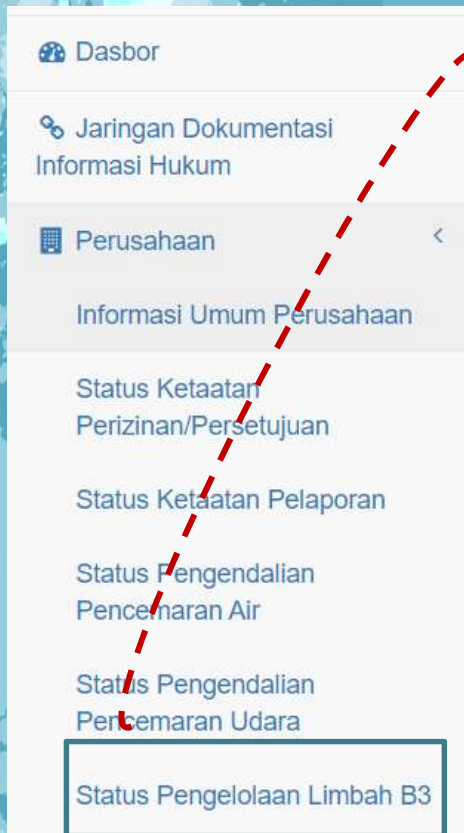 Dasbor
Jaringan Dokumentasi
Informasi Hukum
Perusahaan
Informasi Umum Perusahaan
Status Ketaatan
Perizinan/Persetujuan
Status Ketaatan Pelaporan
Status Pengendalian
Pencemaran Air
Status Pengendalian
Pencemaran Udara
Status Pengelolaan Limbah B3